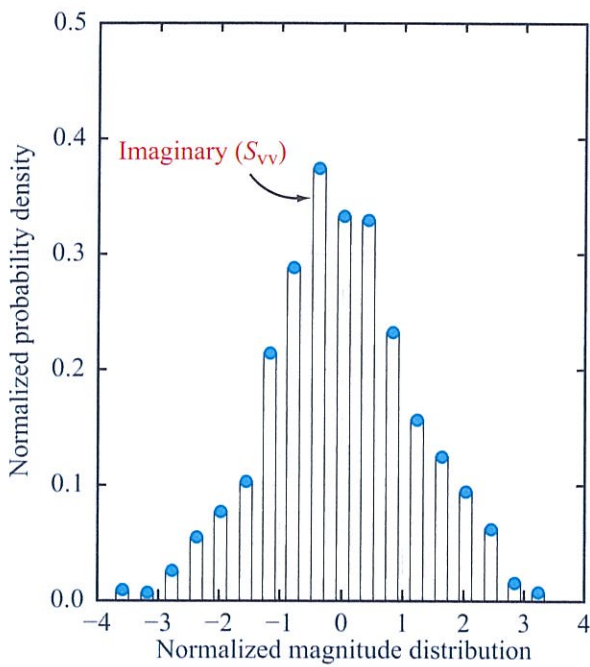 0.5
0.4
Imaginary (Svv)
0.3
0.2
0.1
0.0
Normalized probability density
−4 −3 −2 −1 0 1 2 3 4
Normalized magnitude distribution